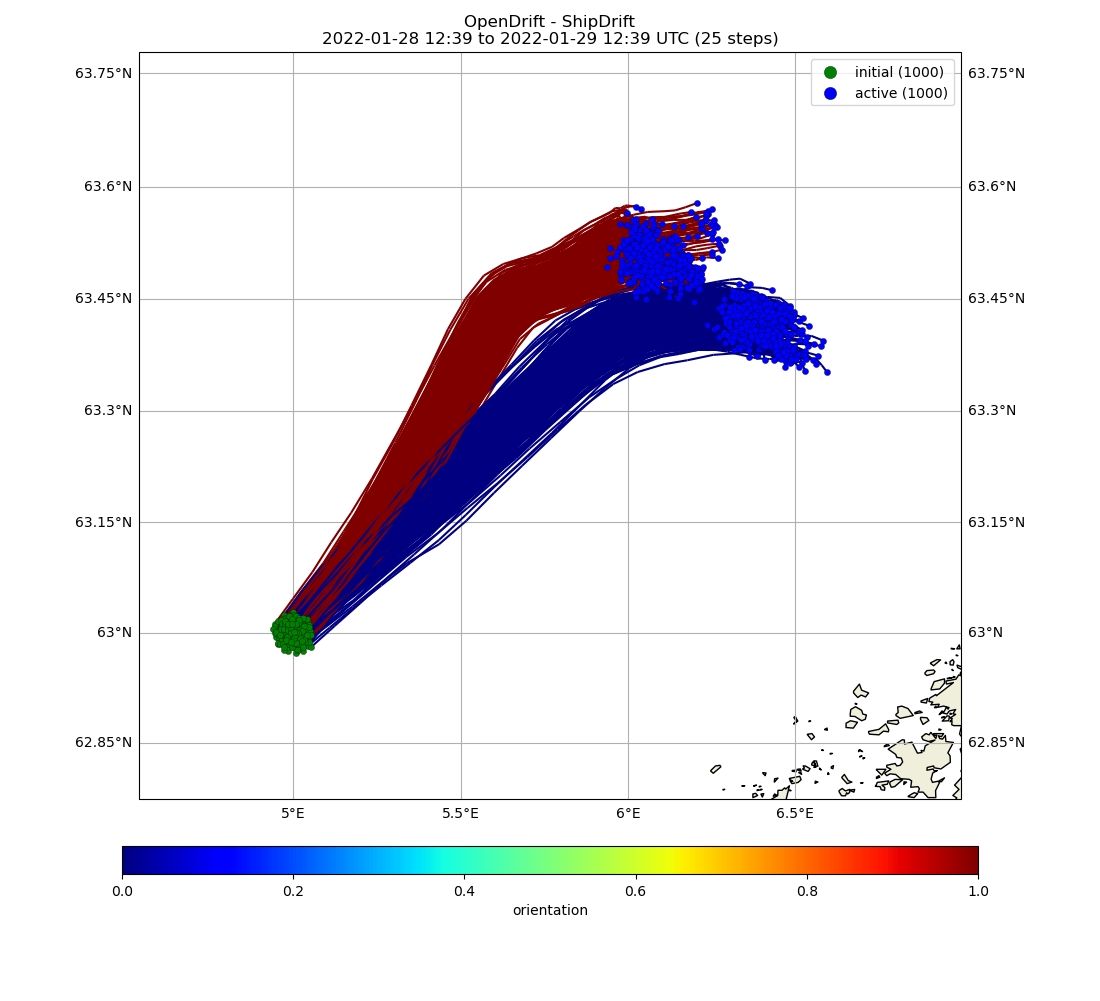 OpenDrift - ShipDrift
2022-01-28 12:39 to 2022-01-29 12:39 UTC (25 steps)
initial (1000)
active (1000)
63.75°N 63.75°N
63.6°N 63.6°N
63.45°N 63.45°N
63.3°N 63.3°N
63.15°N 63.15°N
63°N 63°N
62.85°N 62.85°N
5°E 5.5°E 6°E 6.5°E
0.0 0.2 0.4 0.6 0.8 1.0
orientation